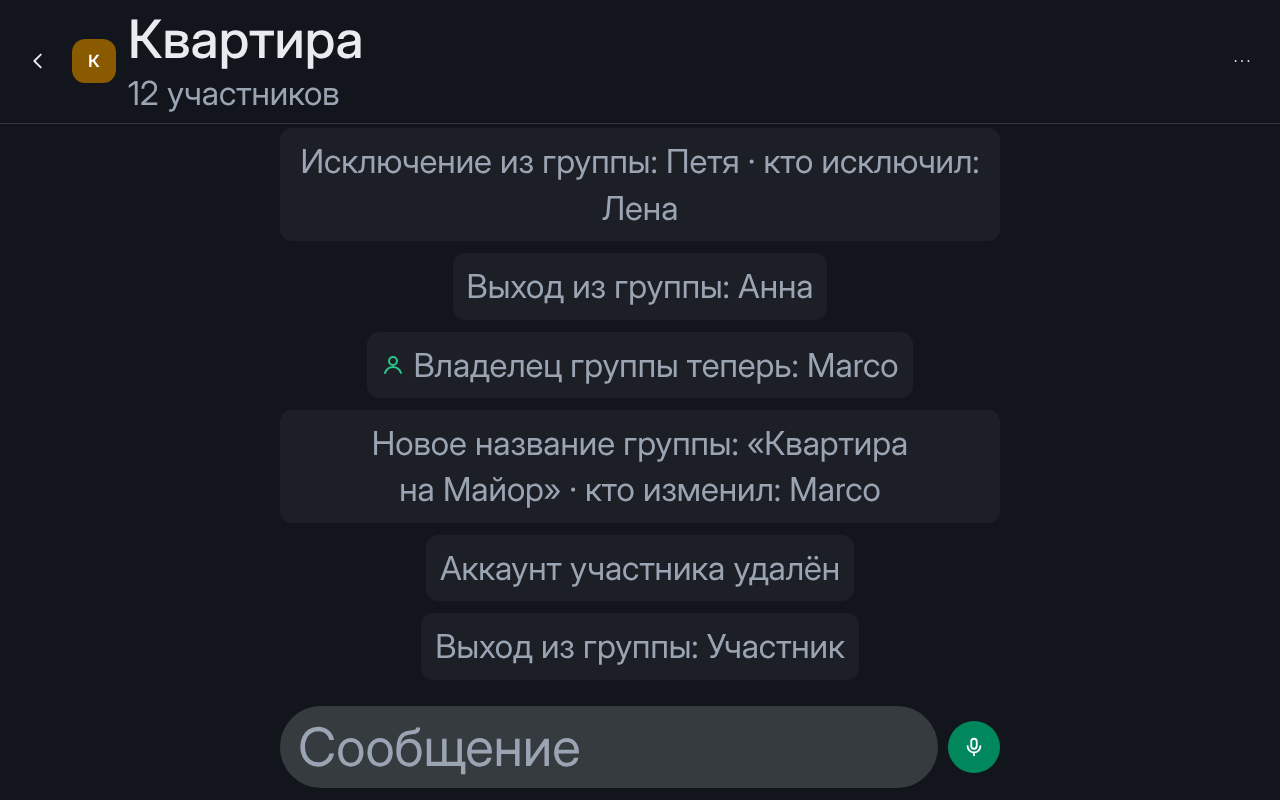 Квартира
К
12 участников
...
Исключение из группы: Петя · кто исключил:
Лена
Выход из группы: Анна
Владелец группы теперь: Marco
Новое название группы: «Квартира
на Майор» · кто изменил: Marco
Аккаунт участника удалён
Выход из группы: Участник
Сообщение